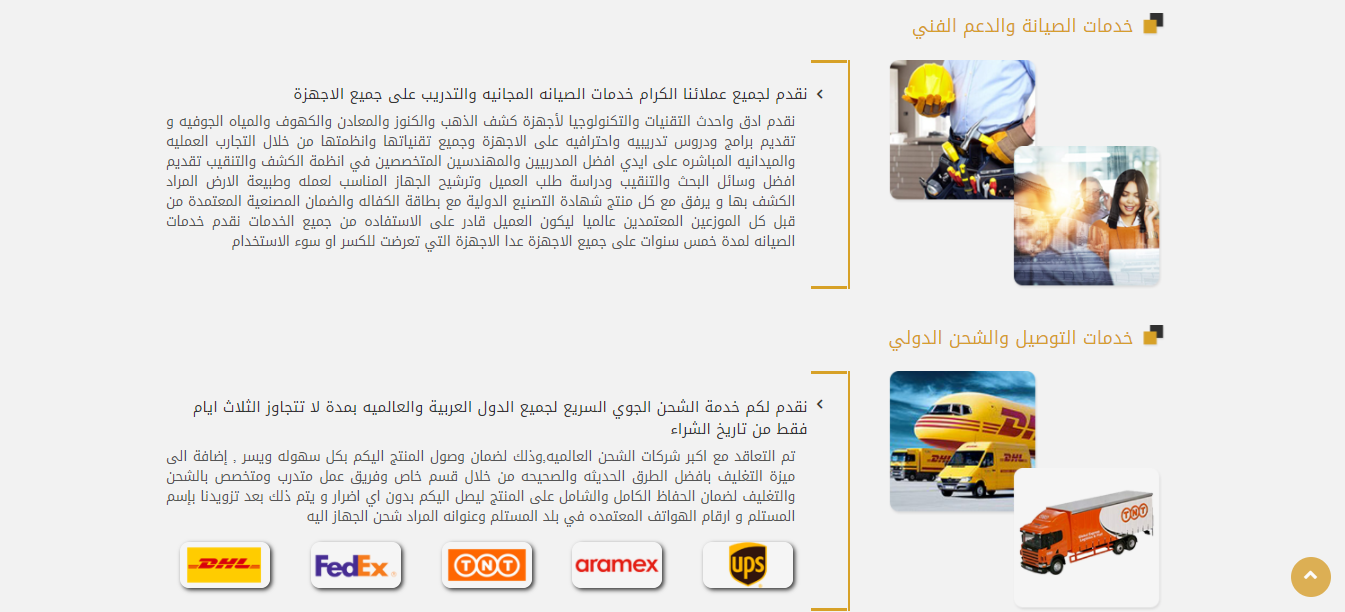 خدمات الصيانة والدعم الفني
نقدم لجميع عملائنا الكرام خدمات الصيانه المجانيه والتدريب على جميع الاجهزة
نقدم ادق واحدث التقنيات والتكنولوجيا لأجهزة كشف الذهب والكنوز والمعادن والكهوف والمياه الجوفيه و
تقديم برامج ودروس تدريبيه واحترافيه على الاجهزة وجميع تقنياتها وانظمتها من خلال التجارب العمليه
والميدانيه المباشره على ايدي افضل المدربيين والمهندسين المتخصصين في انظمة الكشف والتنقيب تقديم
افضل وسائل البحث والتنقيب ودراسة طلب العميل وترشيح الجهاز المناسب لعمله وطبيعة الارض المراد
الكشف بها و يرفق مع كل منتج شهادة التصنيع الدولية مع بطاقة الكفاله والضمان المصنعية المعتمدة من
قبل كل الموزعين المعتمدين عالميا ليكون العميل قادر على الاستفاده من جميع الخدمات نقدم خدمات
الصيانه لمدة خمس سنوات على جميع الاجهزة عدا الاجهزة التي تعرضت للكسر او سوء الاستخدام
خدمات التوصيل والشحن الدولي
نقدم لكم خدمة الشحن الجوي السريع لجميع الدول العربية والعالميه بمدة لا تتجاوز الثلاث ايام
فقط من تاريخ الشراء
تم التعاقد مع اكبر شركات الشحن العالميه,وذلك لضمان وصول المنتج اليكم بكل سهوله ويسر , إضافة الى
ميزة التغليف بافضل الطرق الحديثه والصحيحه من خلال قسم خاص وفريق عمل متدرب ومتخصص بالشحن
والتغليف لضمان الحفاظ الكامل والشامل على المنتج ليصل اليكم بدون اي اضرار و يتم ذلك بعد تزويدنا بإسم
المستلم و ارقام الهواتف المعتمده في بلد المستلم وعنوانه المراد شحن الجهاز اليه
DHL
DHL
DHL
TNT
ups
aramex
TNT
FedEx
DHL